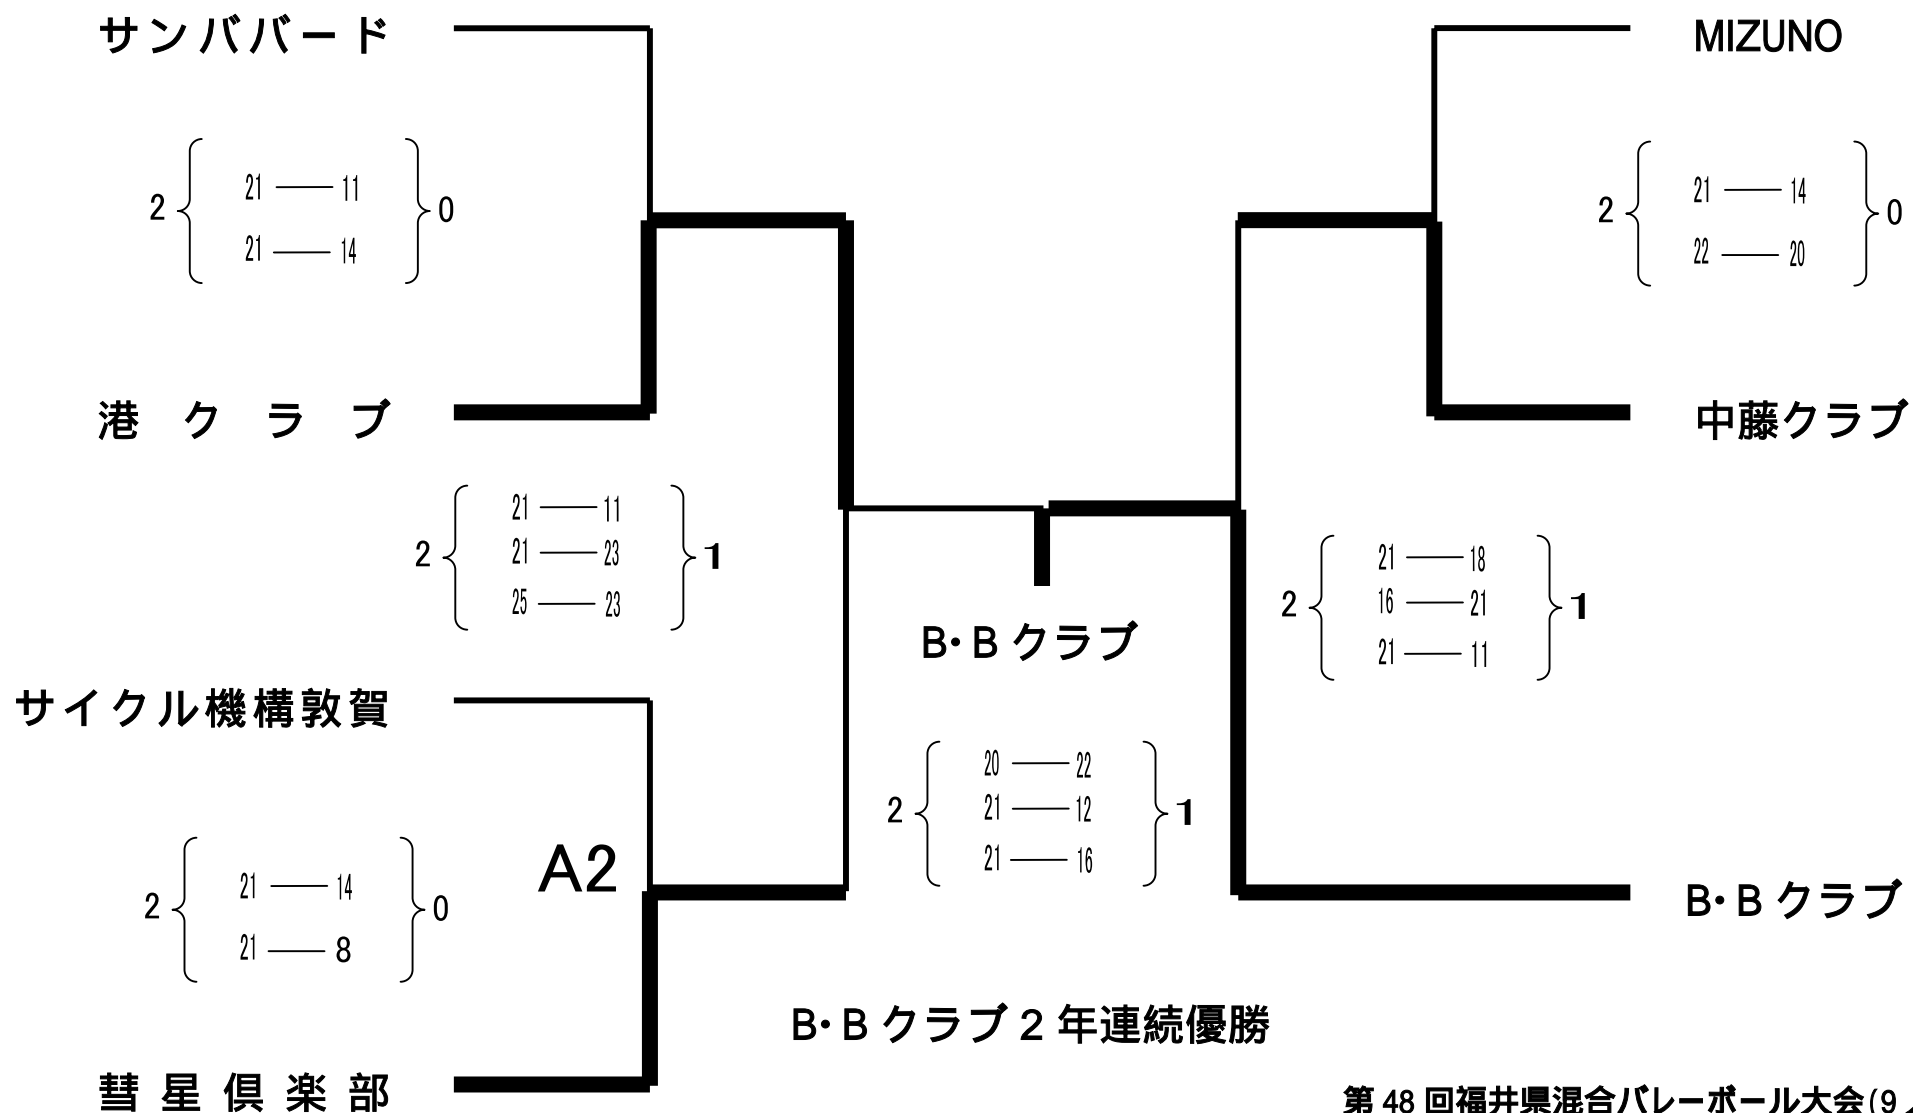 サンババード
MIZUNO
2 21 11 0
21 14
2 21 14 0
22 20
港クラブ
中藤クラブ
2 21 11 1
21 23
25 23
2 21 18 1
16 21
21 11
B・B クラブ
サイクル機構敦賀
2 20 22 1
21 12
21 16
A2
2 21 14 0
21 8
B・B クラブ
B・B クラブ 2 年連続優勝
彗星倶楽部
第 48 回福井県混合バレーボール大会(9